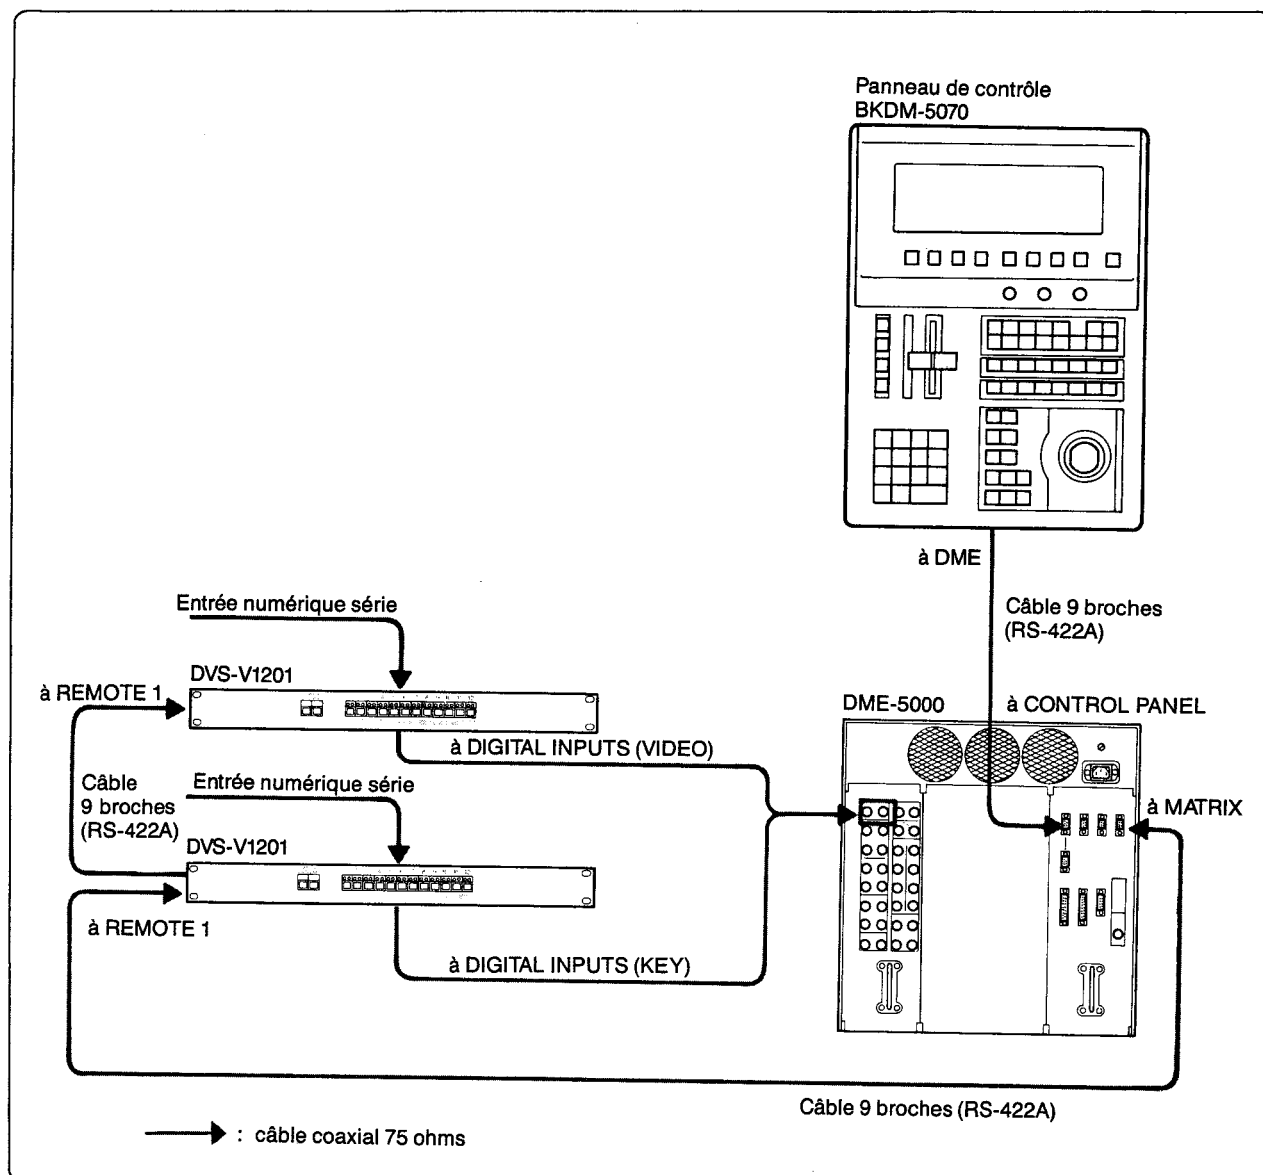 Panneau de contrôle
BKDM-5070
à DME
Câble 9 broches
(RS-422A)
Entrée numérique série
DVS-V1201
à REMOTE 1
à DIGITAL INPUTS (VIDEO)
DME-5000
à CONTROL PANEL
à MATRIX
Câble
9 broches
(RS-422A)
Entrée numérique série
DVS-V1201
à REMOTE 1
à DIGITAL INPUTS (KEY)
Câble 9 broches (RS-422A)
: câble coaxial 75 ohms